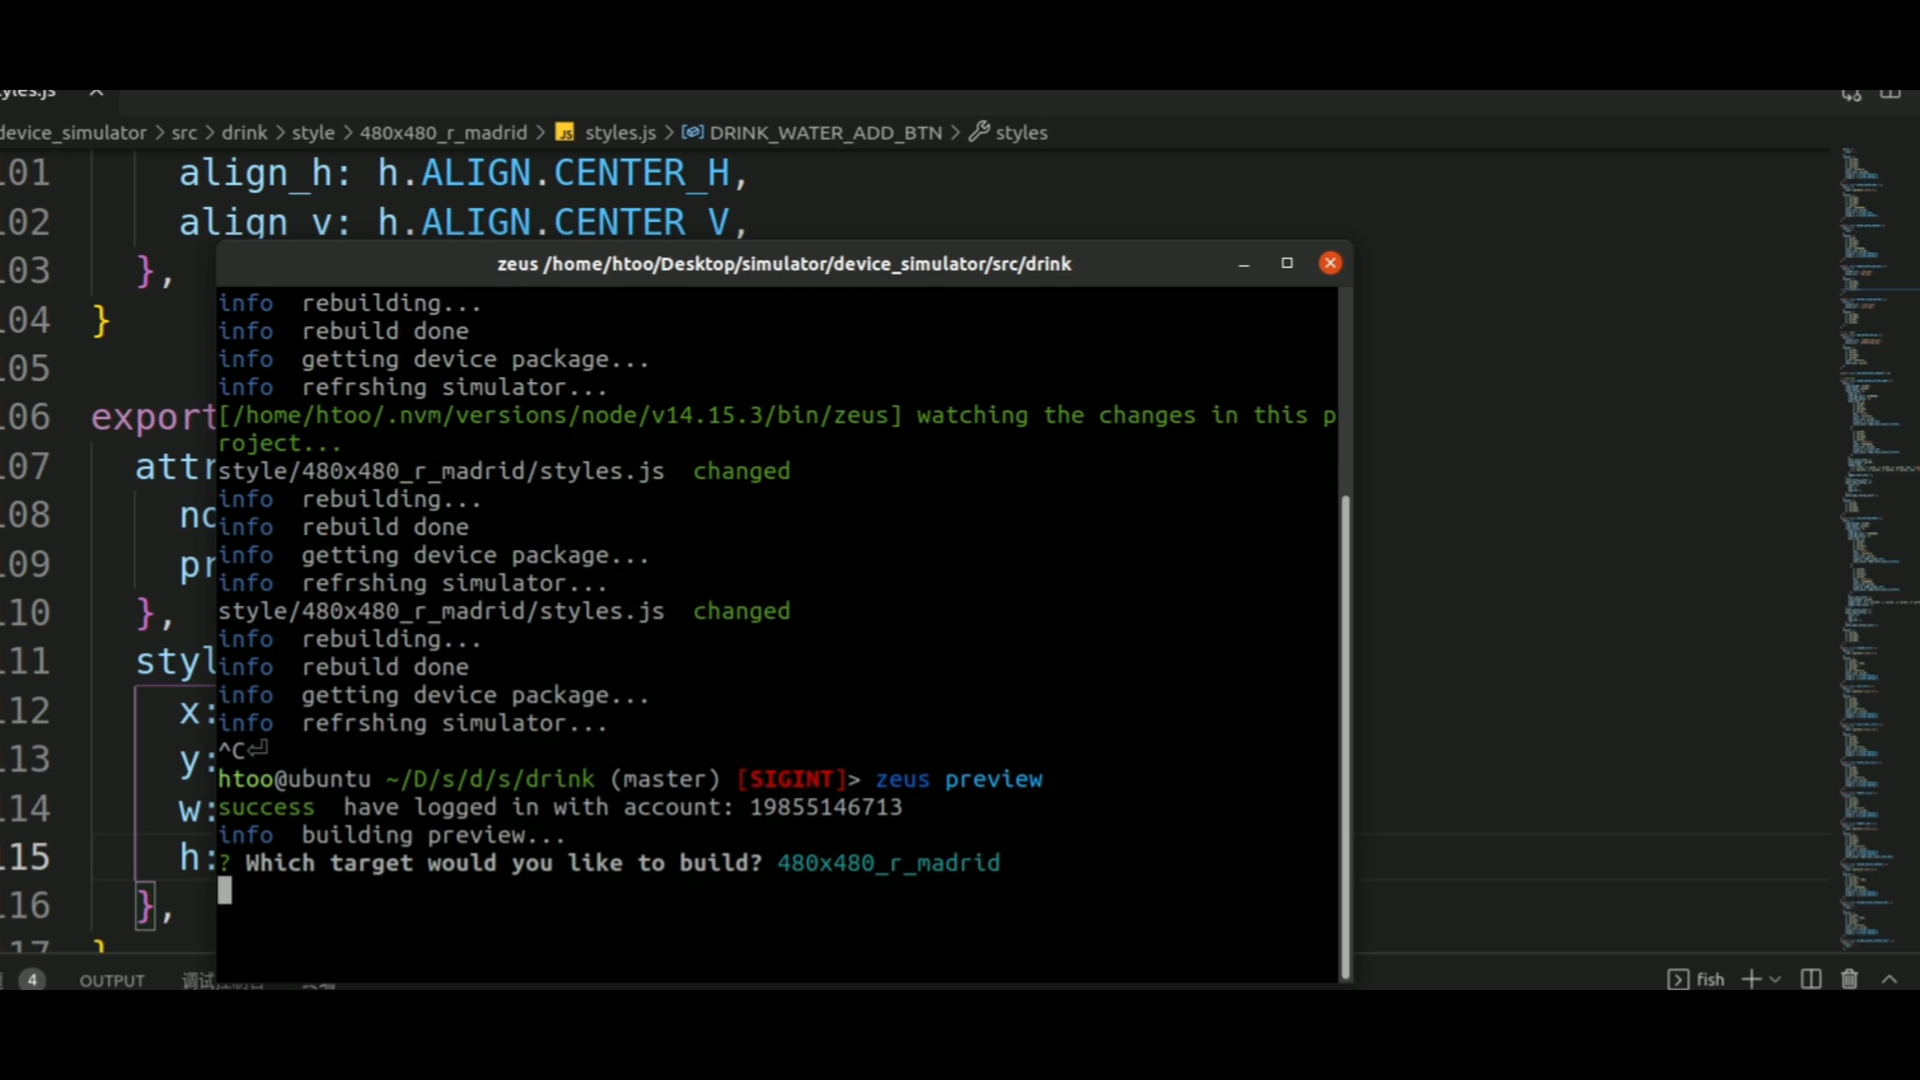 styles.js
device_simulator > src > drink > style > 480x480_r_madrid > JS styles.js > DRINK_WATER_ADD_BTN > styles
101 align_h: h.ALIGN.CENTER_H,
102 align_v: h.ALIGN.CENTER_V,
103 },
104 }
105
106 export
107 attr
108 no
109 pr
110 },
111 styl
112 x:
113 y:
114 w:
115 h:
116 },
117 }
zeus /home/htoo/Desktop/simulator/device_simulator/src/drink
info rebuilding...
info rebuild done
info getting device package...
info refrshing simulator...
[/home/htoo/.nvm/versions/node/v14.15.3/bin/zeus] watching the changes in this p
roject...
style/480x480_r_madrid/styles.js changed
info rebuilding...
info rebuild done
info getting device package...
info refrshing simulator...
style/480x480_r_madrid/styles.js changed
info rebuilding...
info rebuild done
info getting device package...
info refrshing simulator...
^C⏎
htoo@ubuntu ~/D/s/d/s/drink (master) [SIGINT]> zeus preview
success have logged in with account: 19855146713
info building preview...
? Which target would you like to build? 480x480_r_madrid
4 OUTPUT
fish